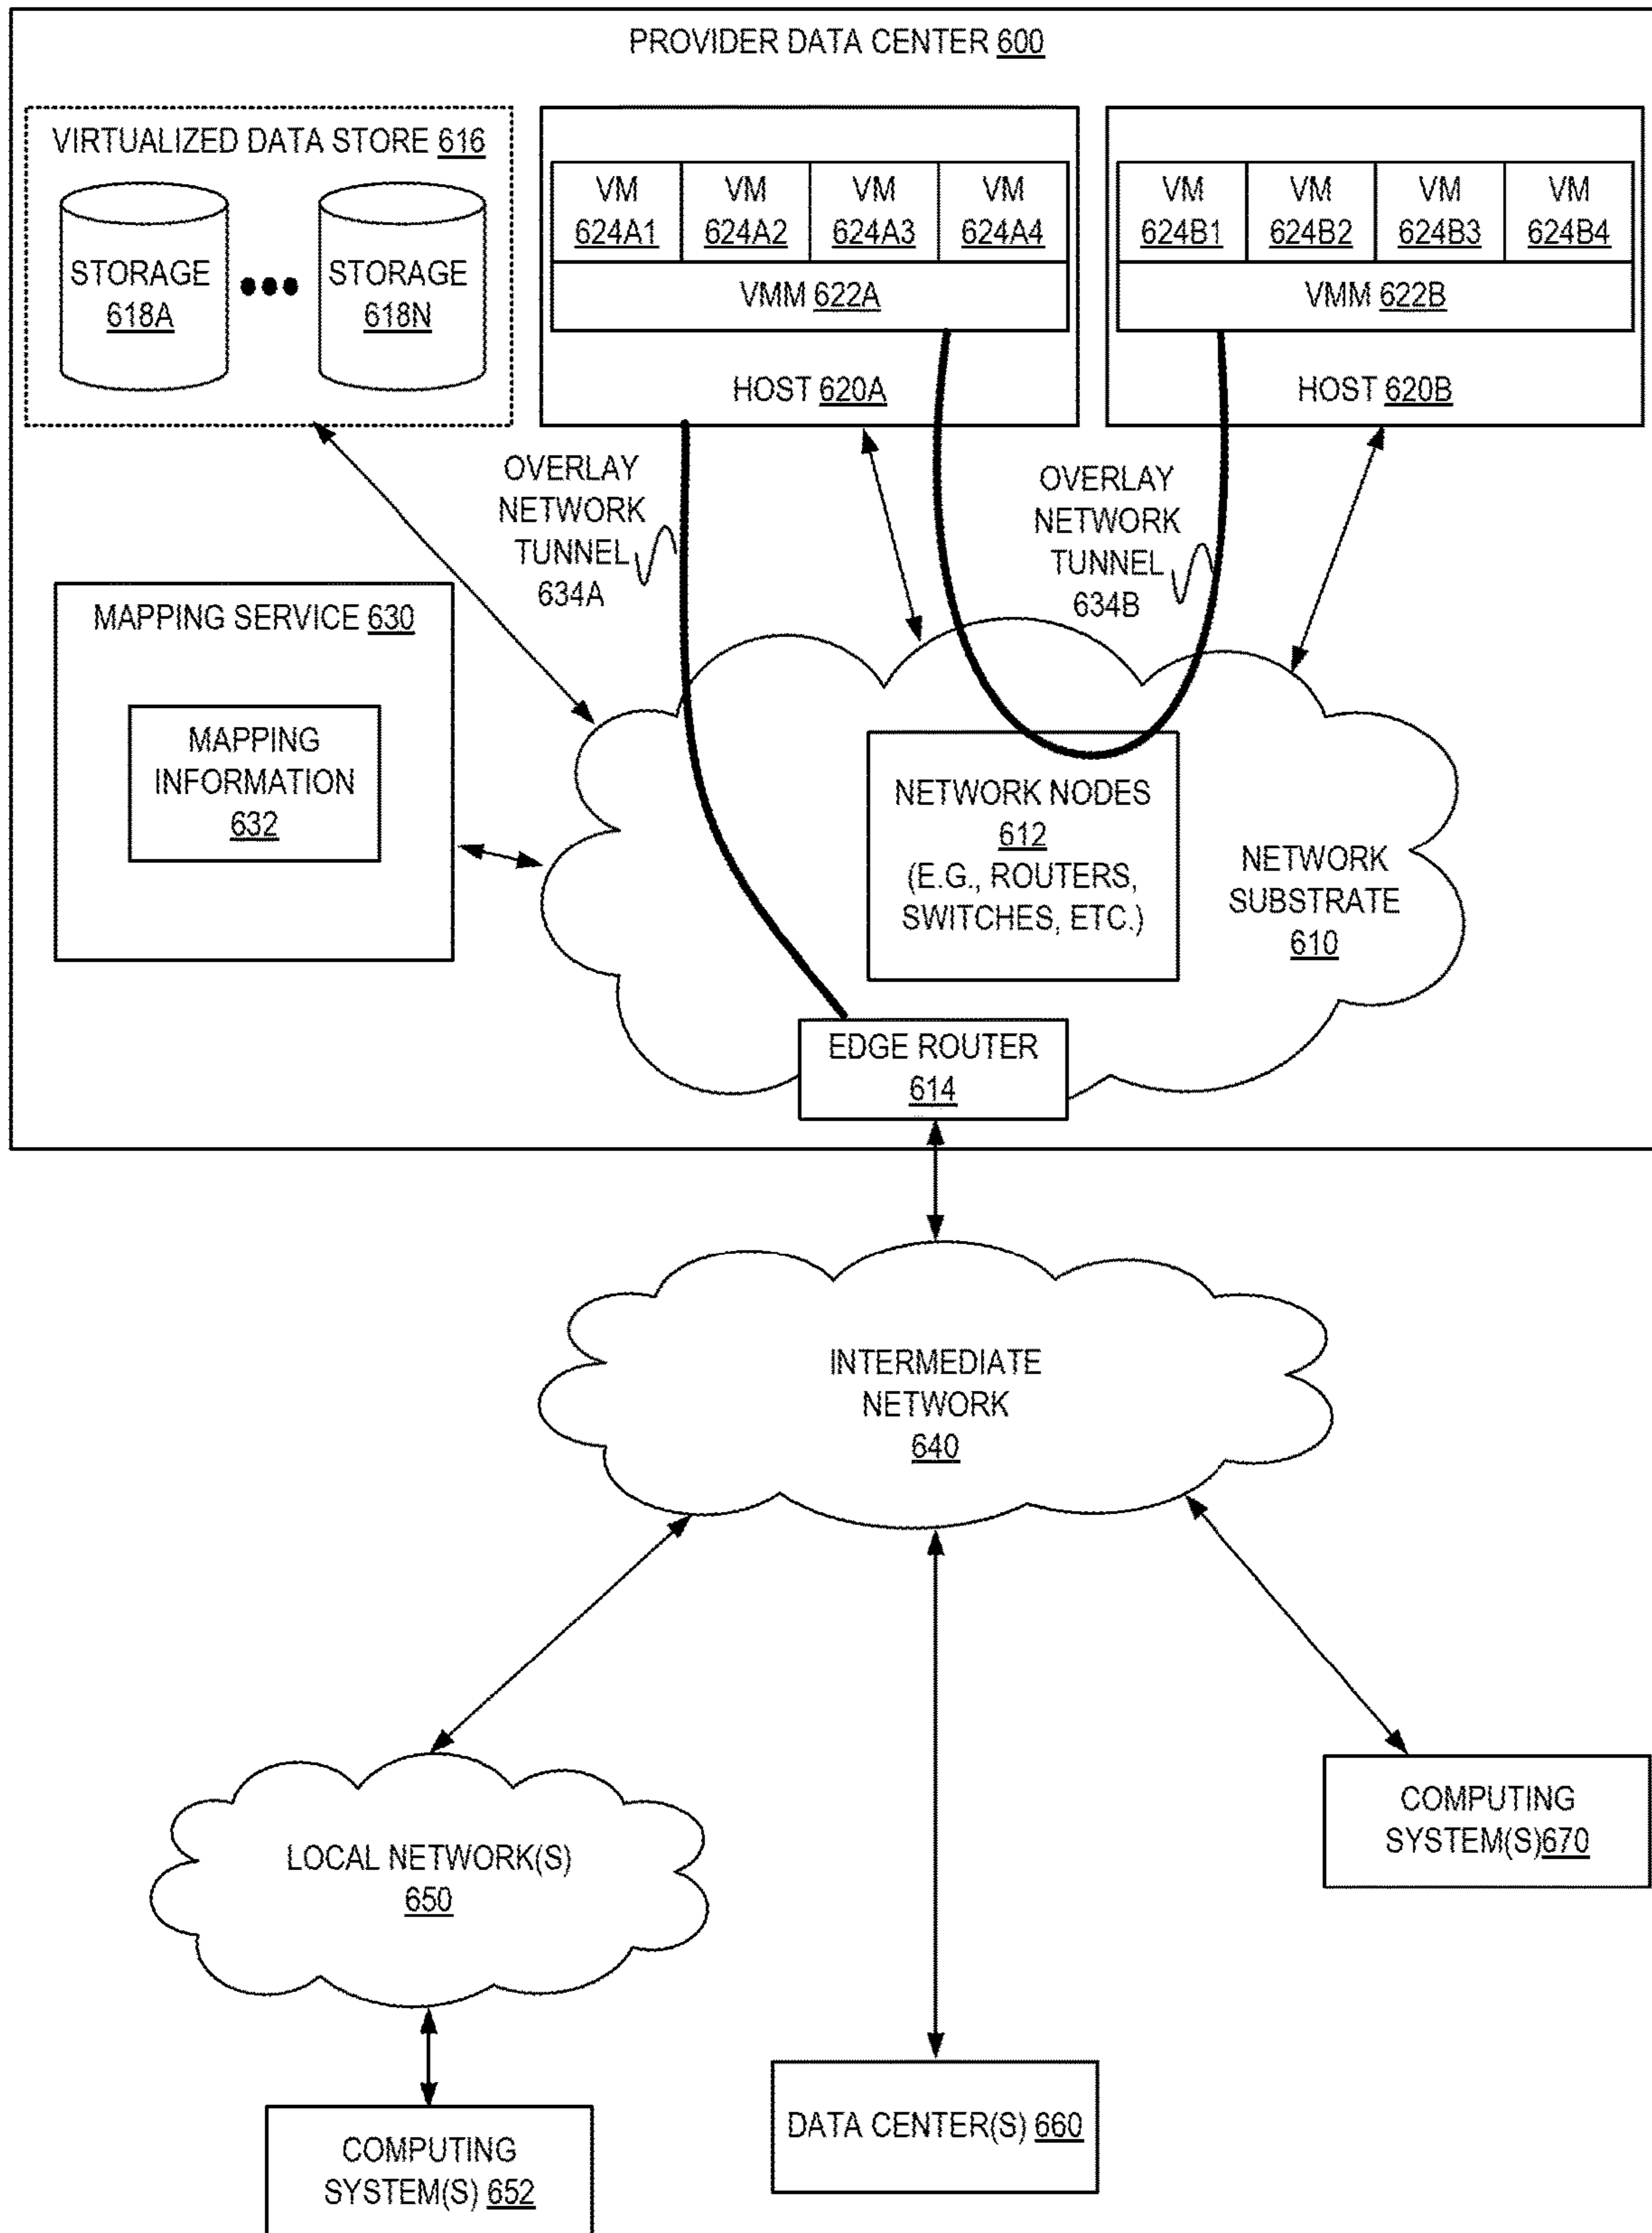 PROVIDER DATA CENTER 600
VIRTUALIZED DATA STORE 616
STORAGE
618A
STORAGE
618N
VM
624A1
VM
624A2
VM
624A3
VM
624A4
VMM 622A
HOST 620A
VM
624B1
VM
624B2
VM
624B3
VM
624B4
VMM 622B
HOST 620B
OVERLAY
NETWORK
TUNNEL
634A
OVERLAY
NETWORK
TUNNEL
634B
MAPPING SERVICE 630
MAPPING
INFORMATION
632
NETWORK NODES
612
(E.G., ROUTERS,
SWITCHES, ETC.)
NETWORK
SUBSTRATE
610
EDGE ROUTER
614
INTERMEDIATE
NETWORK
640
LOCAL NETWORK(S)
650
COMPUTING
SYSTEM(S)670
DATA CENTER(S) 660
COMPUTING
SYSTEM(S) 652